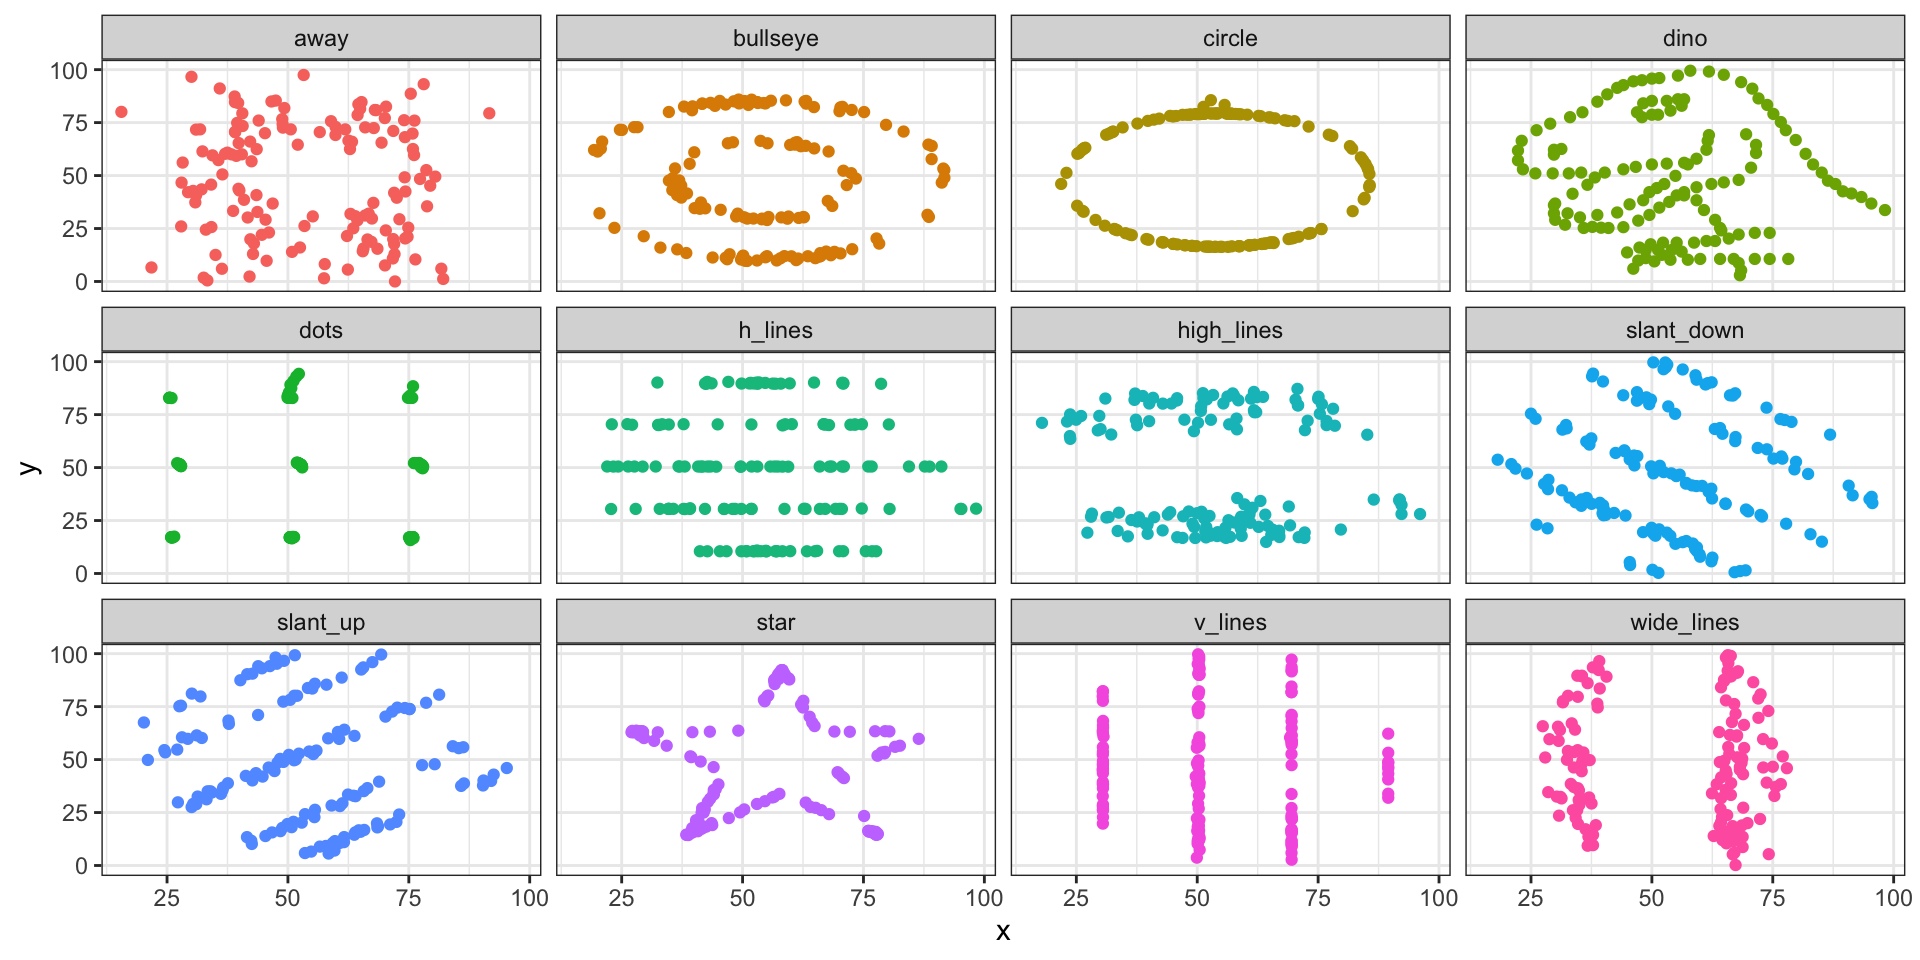 away bullseye circle dino
100
75
50
25
0
dots h_lines high_lines slant_down
100
75
50
25
0
y
slant_up star v_lines wide_lines
100
75
50
25
0
25 50 75 100 25 50 75 100 25 50 75 100 25 50 75 100
x